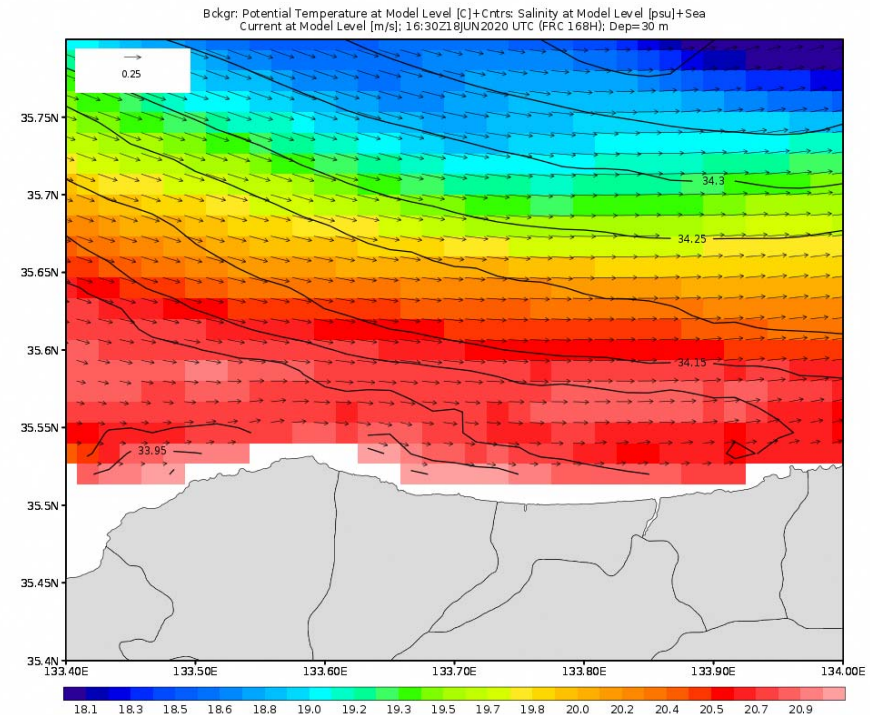 Bckgr: Potential Temperature at Model Level [C]+Cntrs: Salinity at Model Level [psu]+Sea
Current at Model Level [m/s]; 16:30Z18JUN2020 UTC (FRC 168H); Dep=30 m
0.25
35.75N
34.3
35.7N
34.25
35.65N
35.6N
34.15
35.55N
33.95
35.5N
35.45N
35.4N
133.40E 133.50E 133.60E 133.70E 133.80E 133.90E 134.00E
18.1 18.3 18.5 18.6 18.8 19.0 19.2 19.3 19.5 19.7 19.8 20.0 20.2 20.4 20.5 20.7 20.9